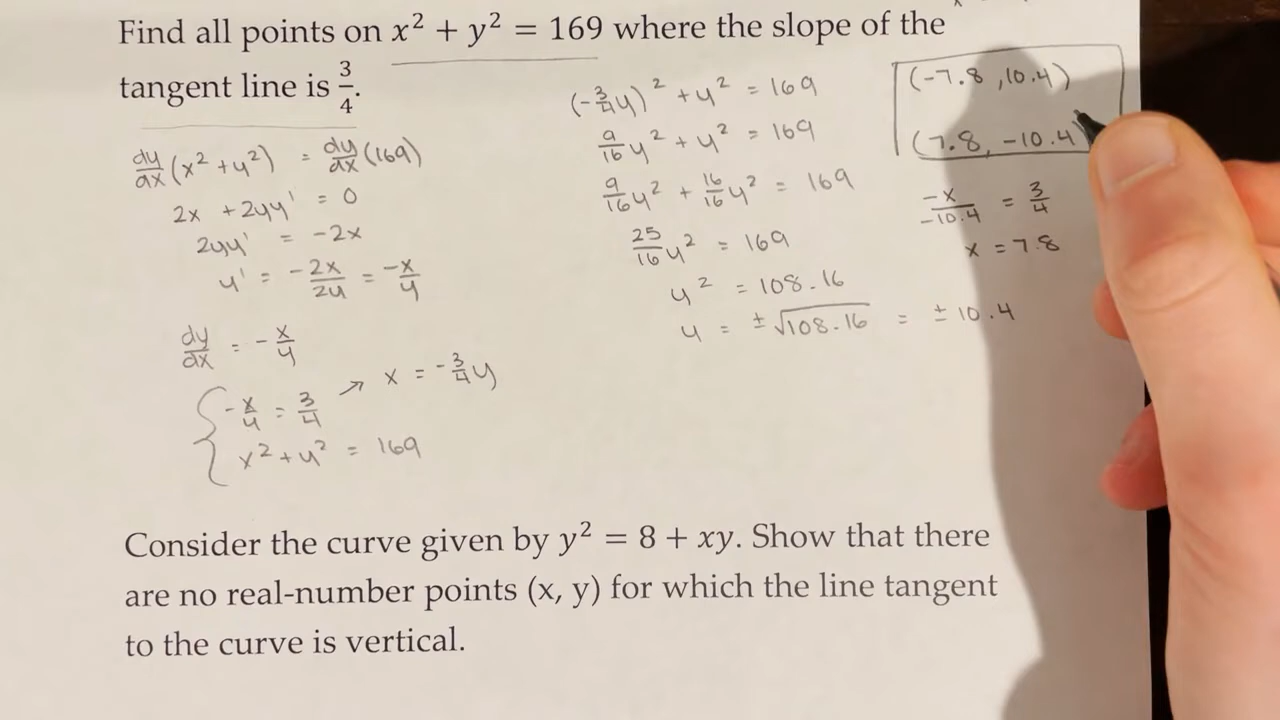 Find all points on x² + y² = 169 where the slope of the
tangent line is 3/4.
dy/dx (x² + y²) = dy/dx (169)
2x + 2yy' = 0
2yy' = -2x
y' = -2x/2y = -x/y
dy/dx = -x/y
-x/y = 3/4 → x = -3/4 y
x² + y² = 169
(-3/4 y)² + y² = 169
9/16 y² + y² = 169
9/16 y² + 16/16 y² = 169
25/16 y² = 169
y² = 108.16
y = ±√108.16 = ±10.4
(-7.8, 10.4)
(7.8, -10.4)
-x/-10.4 = 3/4
x = 7.8
Consider the curve given by y² = 8 + xy. Show that there
are no real-number points (x, y) for which the line tangent
to the curve is vertical.